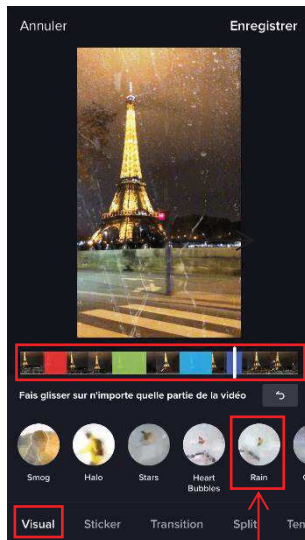 Annuler Enregistrer
Fais glisser sur n'importe quelle partie de la vidéo
Smog Halo Stars Heart Bubbles Rain
Visual Sticker Transition Split